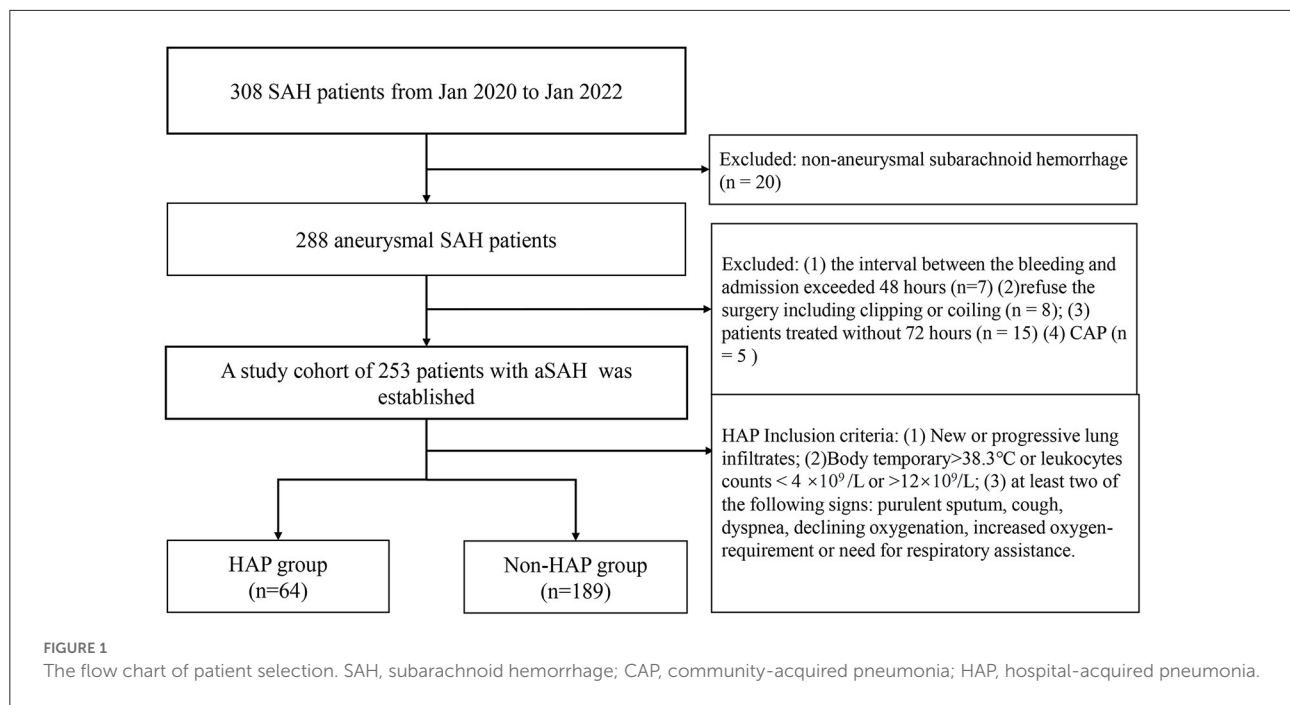 308 SAH patients from Jan 2020 to Jan 2022
Excluded: non-aneurysmal subarachnoid hemorrhage
(n = 20)
288 aneurysmal SAH patients
Excluded: (1) the interval between the bleeding and
admission exceeded 48 hours (n=7) (2)refuse the
surgery including clipping or coiling (n = 8); (3)
patients treated without 72 hours (n = 15) (4) CAP (n
= 5 )
A study cohort of 253 patients with aSAH was
established
HAP Inclusion criteria: (1) New or progressive lung
infiltrates; (2)Body temporary>38.3℃ or leukocytes
counts < 4 ×10⁹ /L or >12×10⁹/L; (3) at least two of
the following signs: purulent sputum, cough,
dyspnea, declining oxygenation, increased oxygen-
requirement or need for respiratory assistance.
HAP group
(n=64)
Non-HAP group
(n=189)
FIGURE 1
The flow chart of patient selection. SAH, subarachnoid hemorrhage; CAP, community-acquired pneumonia; HAP, hospital-acquired pneumonia.